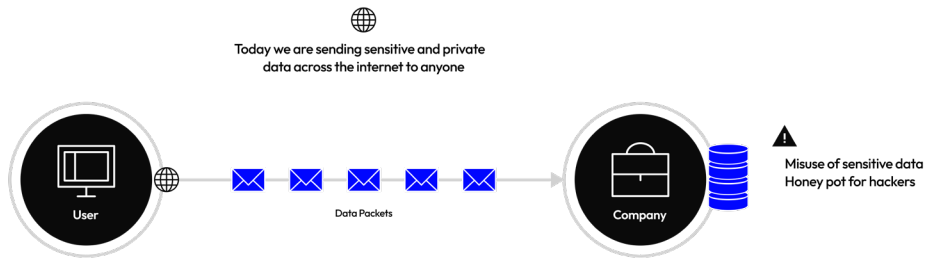 Today we are sending sensitive and private
data across the internet to anyone
User
Data Packets
Company
Misuse of sensitive data
Honey pot for hackers